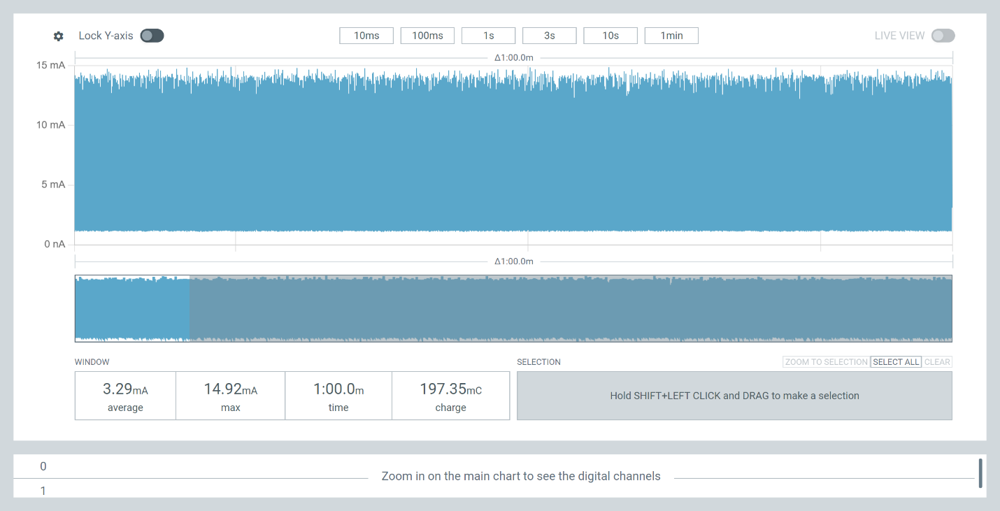 Lock Y-axis 10ms 100ms 1s 3s 10s 1min LIVE VIEW
Δ1:00.0m
15 mA
10 mA
5 mA
0 nA
Δ1:00.0m
WINDOW SELECTION ZOOM TO SELECTION SELECT ALL CLEAR
3.29mA 14.92mA 1:00.0m 197.35mC
average max time charge
Hold SHIFT+LEFT CLICK and DRAG to make a selection
0
Zoom in on the main chart to see the digital channels
1